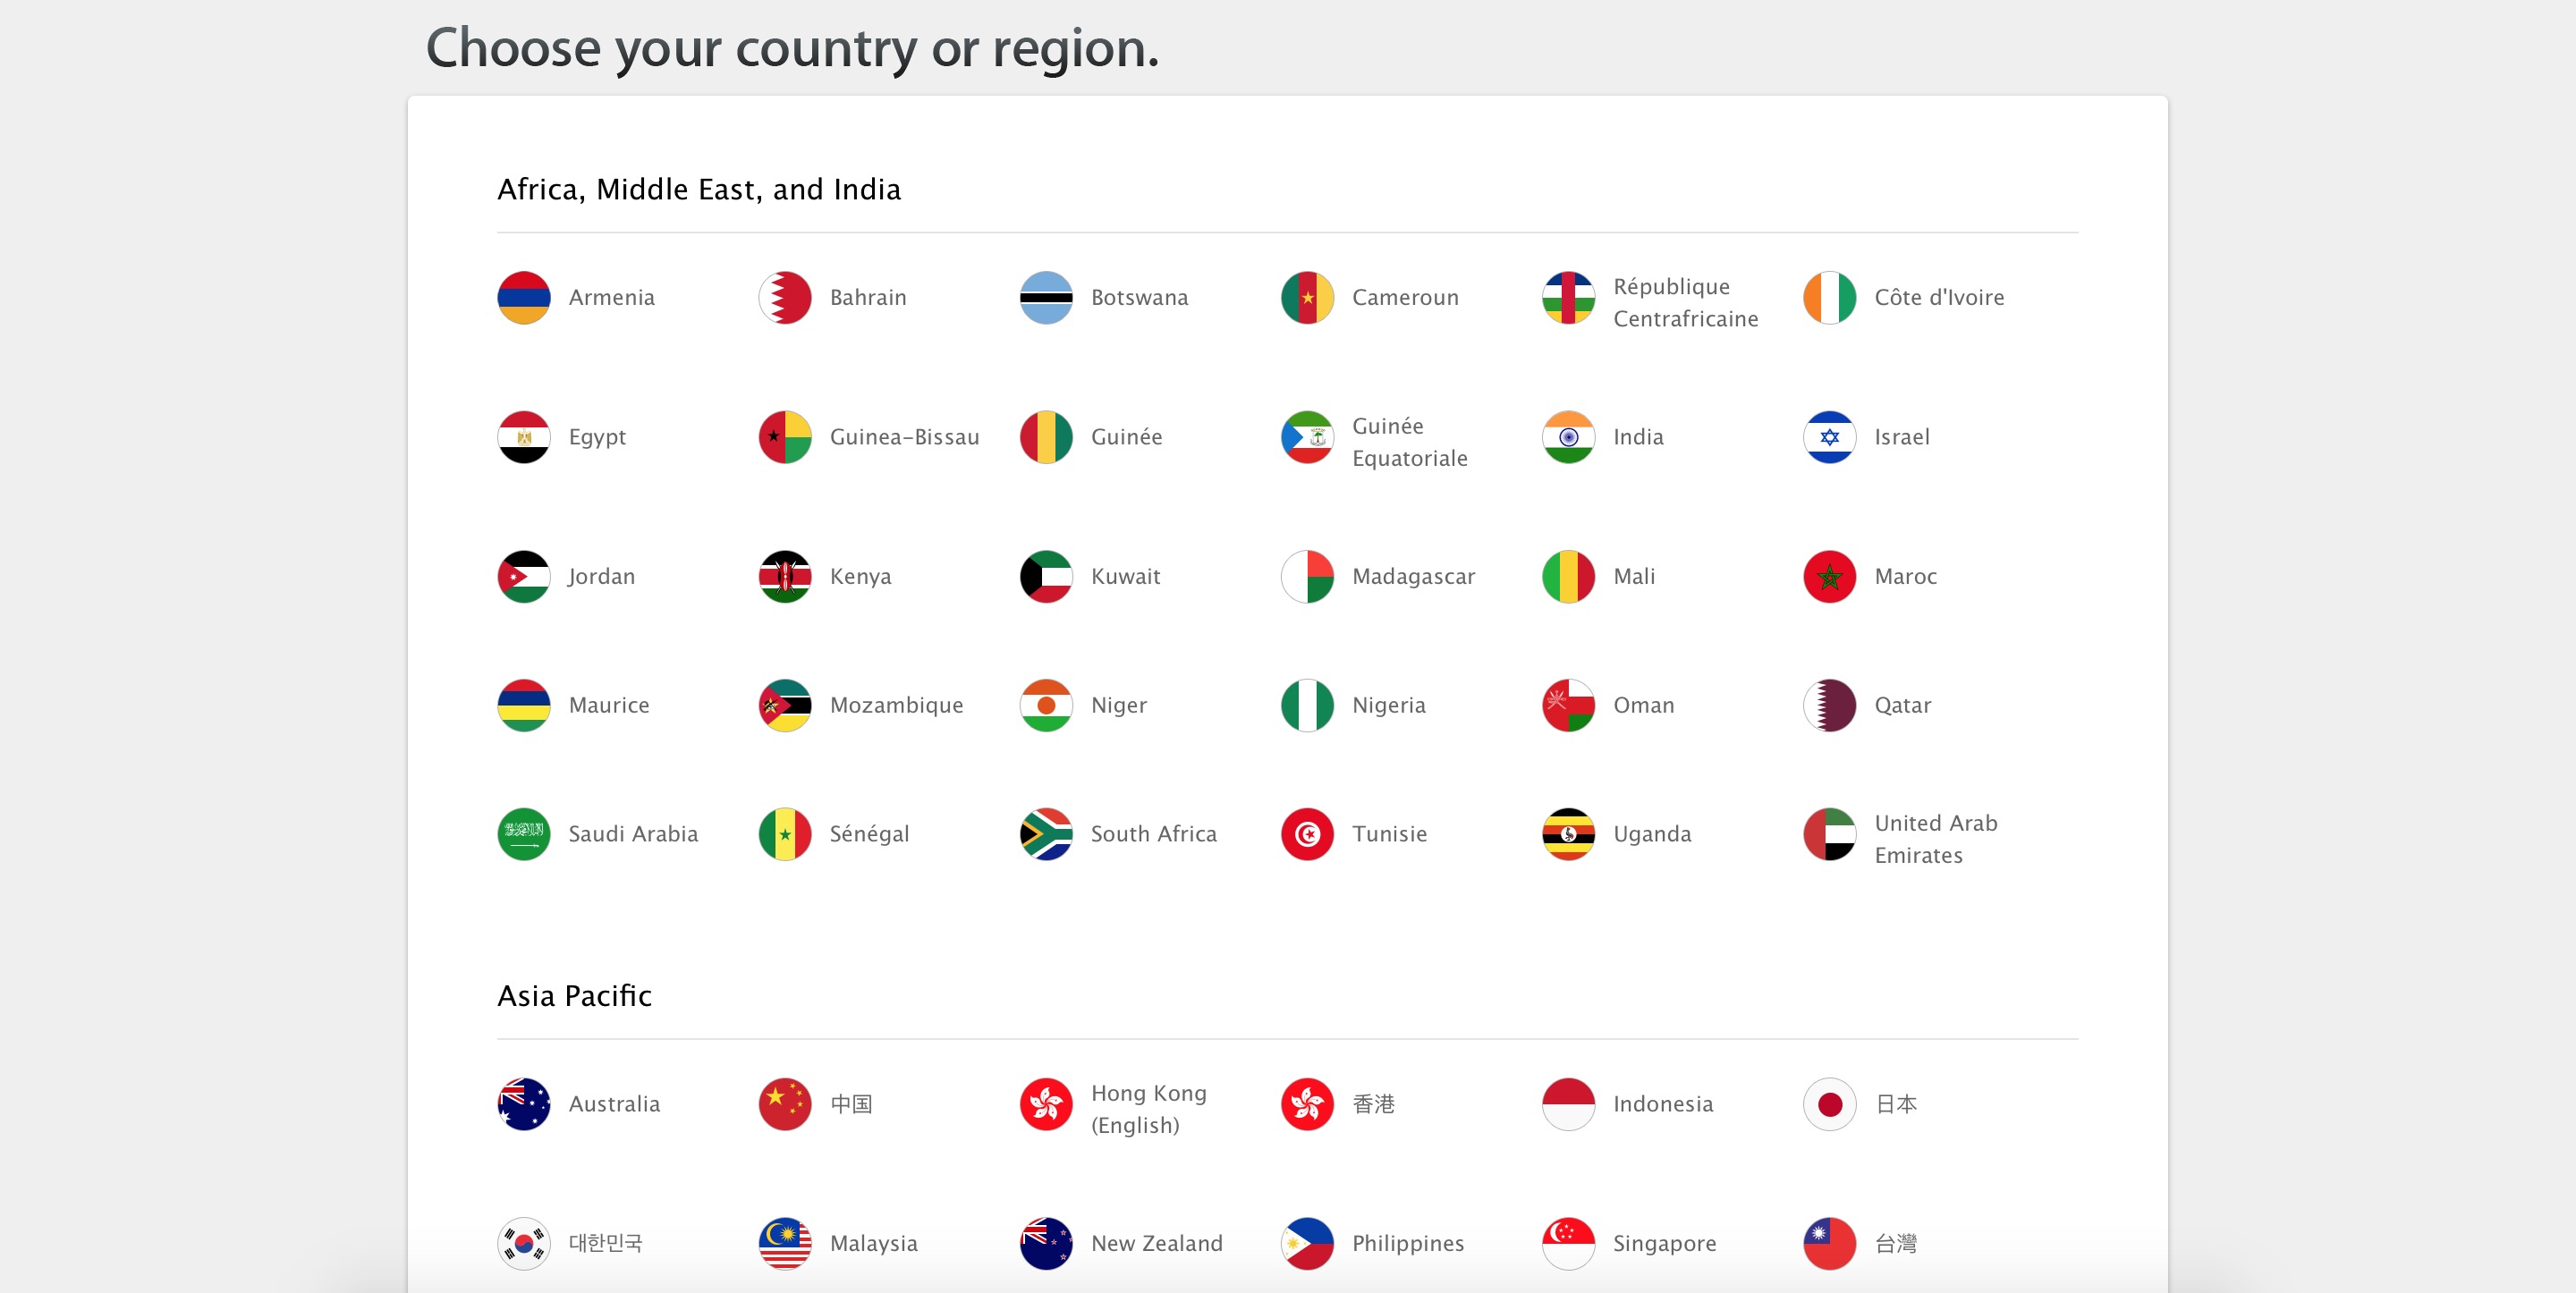 Choose your country or region.
Africa, Middle East, and India
Armenia
Bahrain
Botswana
Cameroun
République
Centrafricaine
Côte d'Ivoire
Egypt
Guinea-Bissau
Guinée
Guinée
Equatoriale
India
Israel
Jordan
Kenya
Kuwait
Madagascar
Mali
Maroc
Maurice
Mozambique
Niger
Nigeria
Oman
Qatar
Saudi Arabia
Sénégal
South Africa
Tunisie
Uganda
United Arab
Emirates
Asia Pacific
Australia
中国
Hong Kong
(English)
香港
Indonesia
日本
대한민국
Malaysia
New Zealand
Philippines
Singapore
台灣